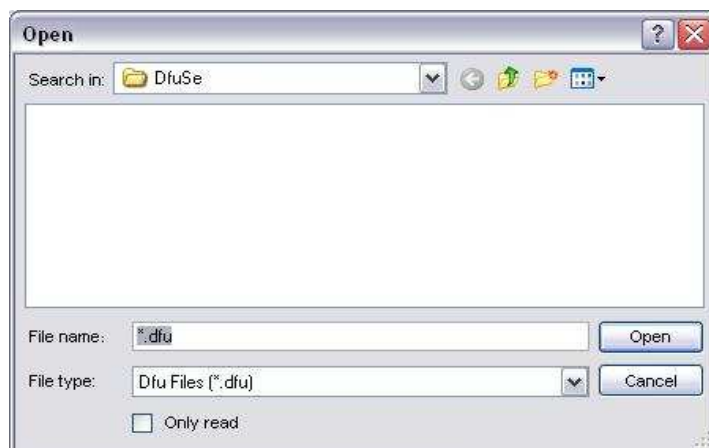 Open
Search in: DfuSe
File name: *.dfu Open
File type: Dfu Files (*.dfu) Cancel
Only read